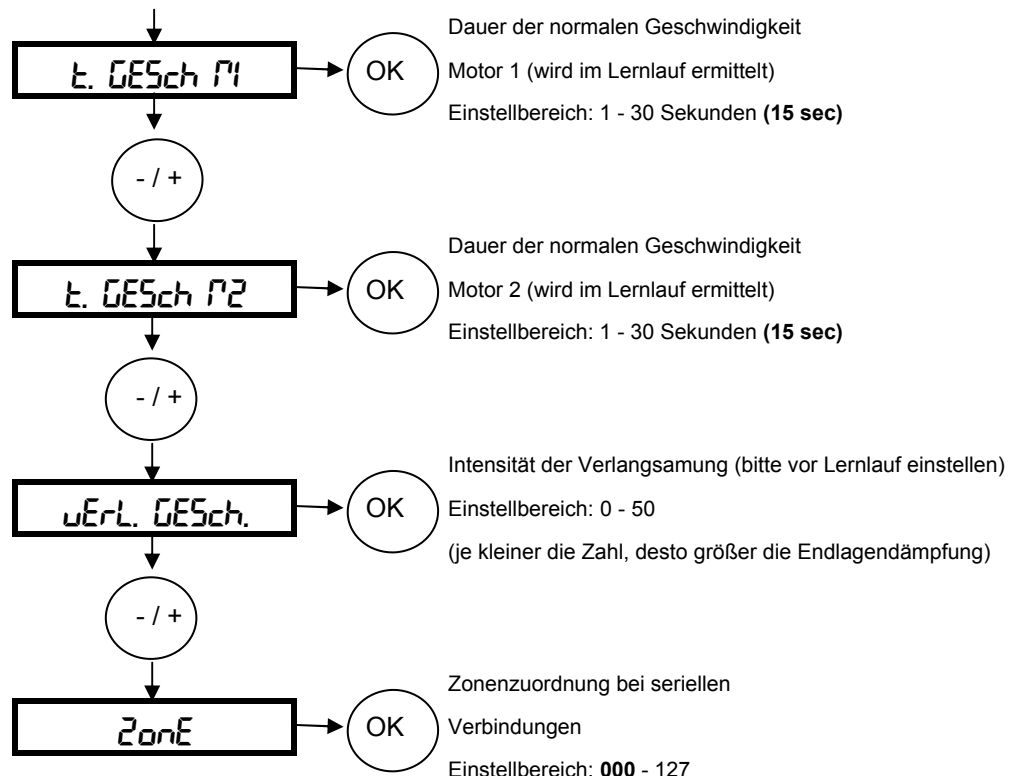 Dauer der normalen Geschwindigkeit
t. GESch M1
OK
Motor 1 (wird im Lernlauf ermittelt)
Einstellbereich: 1 - 30 Sekunden (15 sec)
- / +
Dauer der normalen Geschwindigkeit
t. GESch M2
OK
Motor 2 (wird im Lernlauf ermittelt)
Einstellbereich: 1 - 30 Sekunden (15 sec)
- / +
Intensität der Verlangsamung (bitte vor Lernlauf einstellen)
vErL. GESch.
OK
Einstellbereich: 0 - 50
(je kleiner die Zahl, desto größer die Endlagendämpfung)
- / +
Zonenzuordnung bei seriellen
ZonE
OK
Verbindungen
Einstellbereich: 000 - 127